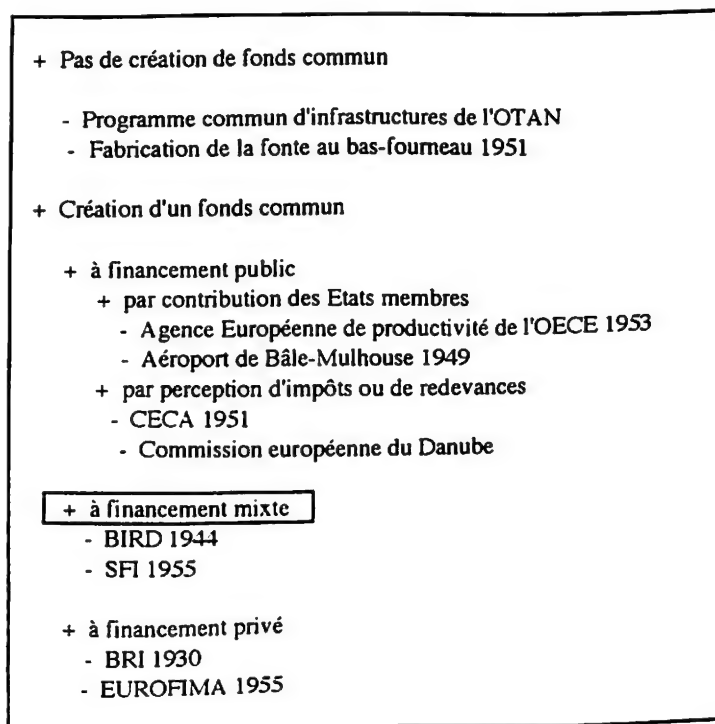 + Pas de création de fonds commun
- Programme commun d'infrastructures de l'OTAN
- Fabrication de la fonte au bas-fourneau 1951
+ Création d'un fonds commun
+ à financement public
+ par contribution des Etats membres
- Agence Européenne de productivité de l'OECE 1953
- Aéroport de Bâle-Mulhouse 1949
+ par perception d'impôts ou de redevances
- CECA 1951
- Commission européenne du Danube
+ à financement mixte
- BIRD 1944
- SFI 1955
+ à financement privé
- BRI 1930
- EUROFIMA 1955